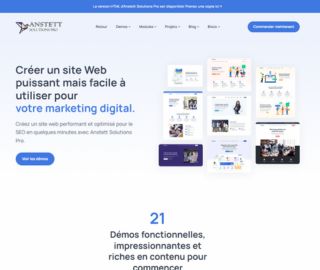 La version HTML d'Anstett Solutions Pro est disponible! Prenez une copie ici
ANSTETT
SOLUTIONS PRO
Retour Démos Modules Projets Blog Blocs
Commencer maintenant
Créer un site Web
puissant mais facile à
utiliser pour
votre marketing digital.
Créez un site web performant et optimisé pour le
SEO en quelques minutes avec Anstett Solutions
Pro.
Voir les démos
21
Démos fonctionnelles,
impressionnantes et
riches en contenu pour
commencer